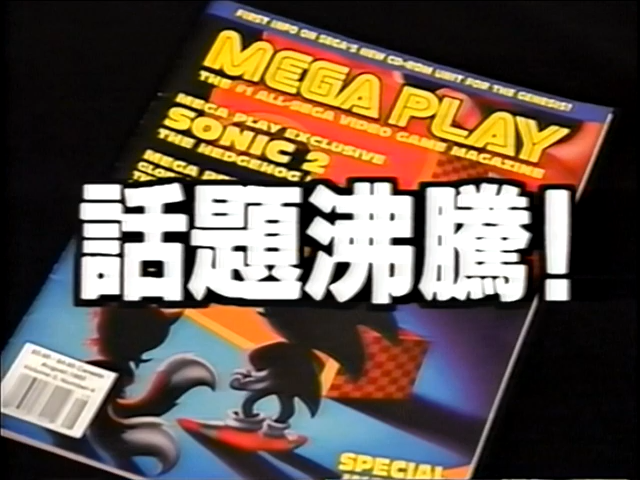 FIRST INFO ON SEGA'S NEW CD-ROM UNIT FOR THE GENESIS!
MEGA PLAY
THE #1 ALL-SEGA VIDEO GAME MAGAZINE
MEGA PLAY EXCLUSIVE
SONIC 2
THE HEDGEHOG
MEGA
話題沸騰!
SPECIAL